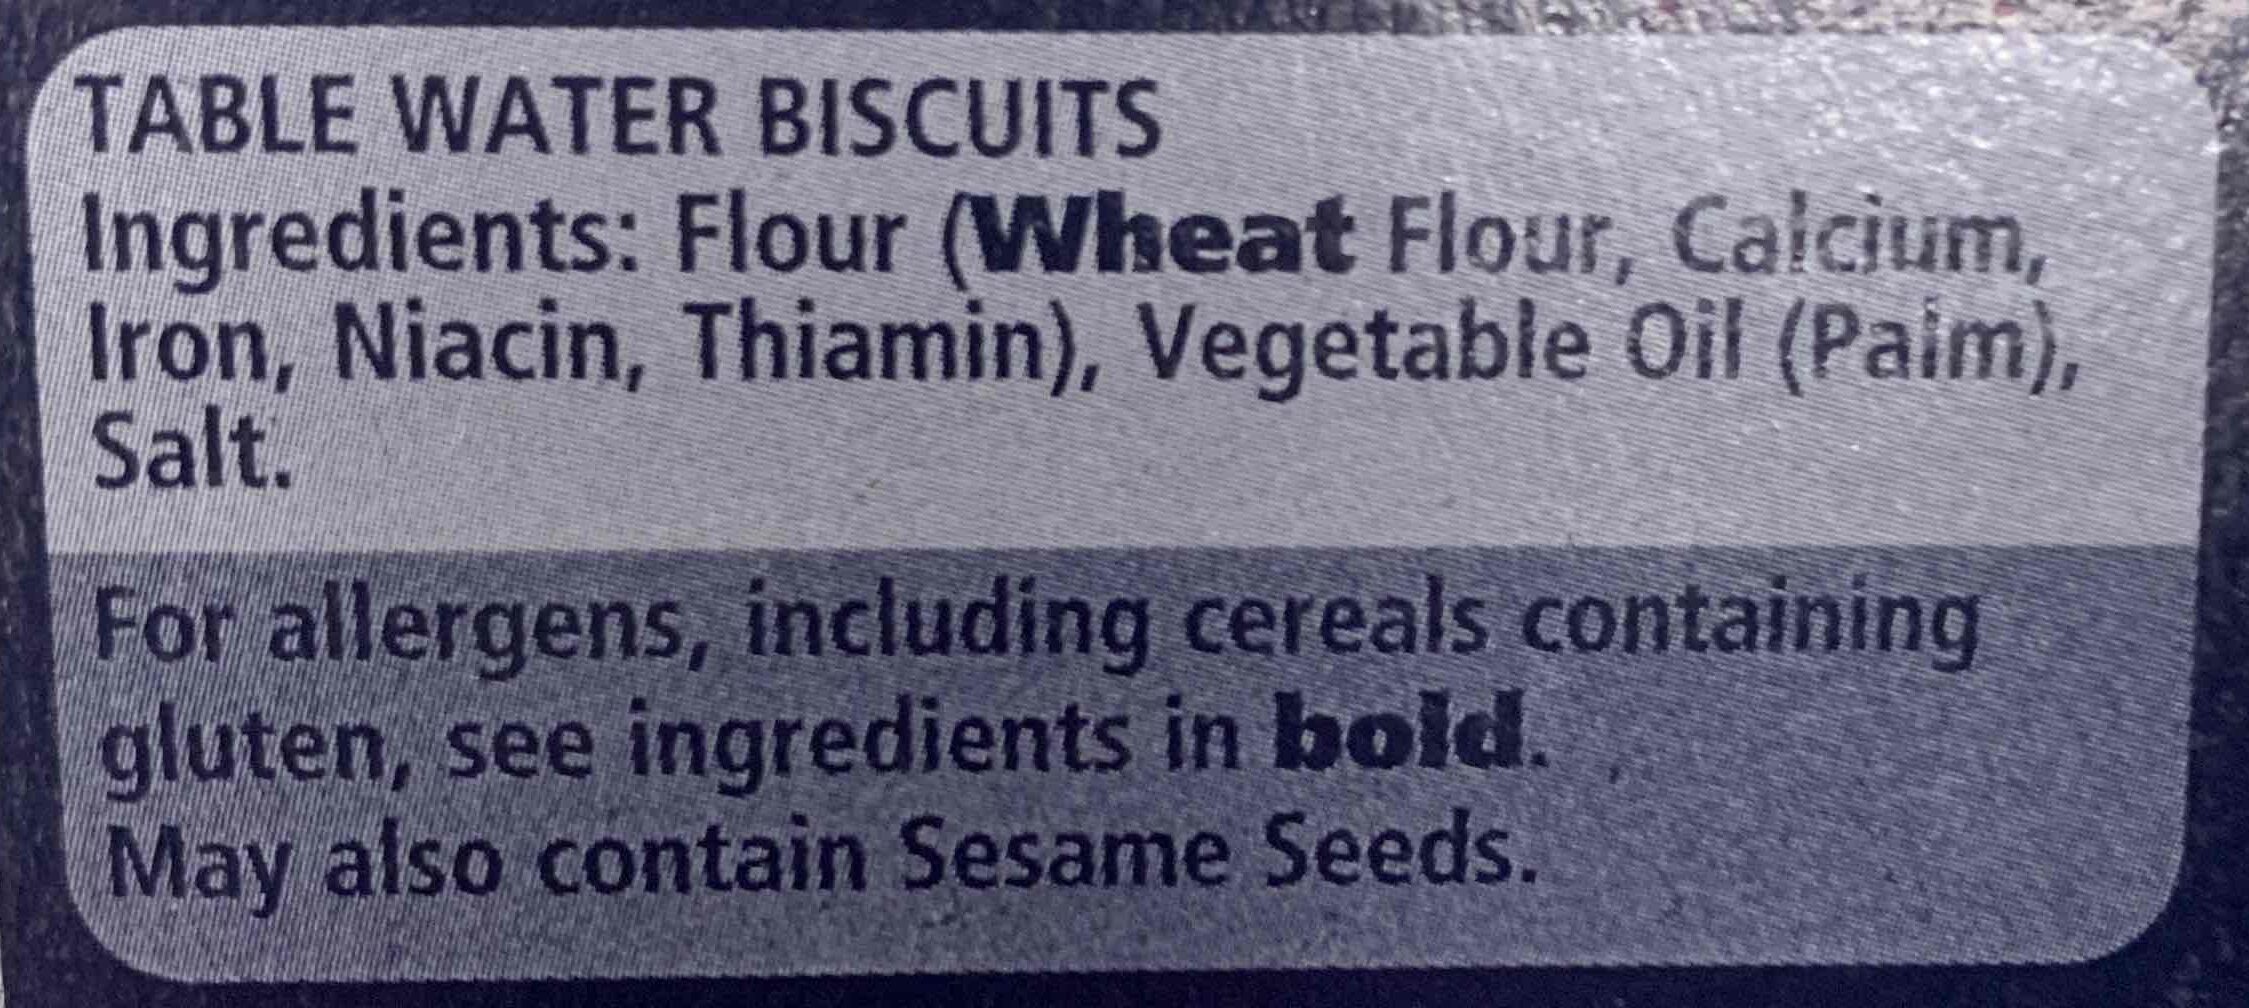 TABLE WATER BISCUITS
Ingredients: Flour (Wheat Flour, Calcium,
Iron, Niacin, Thiamin), Vegetable Oil (Palm),
Salt.
For allergens, including cereals containing
gluten, see ingredients in bold.
May also contain Sesame Seeds.